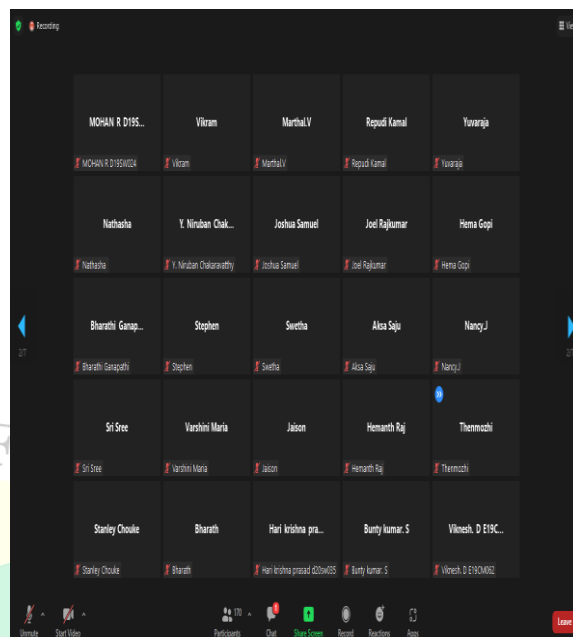 Recording
View
MOHAN R D19S... Vikram Martha.V Repudi Kamal Yuvaraja
MOHAN R D19SW024 Vikram Martha.V Repudi Kamal Yuvaraja
Nathasha Y. Niruban Chak... Joshua Samuel Joel Rajkumar Hema Gopi
Nathasha Y. Niruban Chakaravatthy Joshua Samuel Joel Rajkumar Hema Gopi
Bharathi Ganap... Stephen Swetha Aksa Saju Nancy.J
2/7 2/7
Bharathi Ganapathi Stephen Swetha Aksa Saju Nancy.J
Sri Sree Varshini Maria Jaison Hemanth Raj Thenmozhi
Sri Sree Varshini Maria Jaison Hemanth Raj Thenmozhi
Stanley Chouke Bharath Hari krishna pra... Bunty kumar. S Viknesh. D E19C...
Stanley Chouke Bharath Hari krishna prasad d20sw035 Bunty kumar. S Viknesh. D E19CM062
170
Unmute Start Video Participants Chat Share Screen Record Reactions Apps Leave